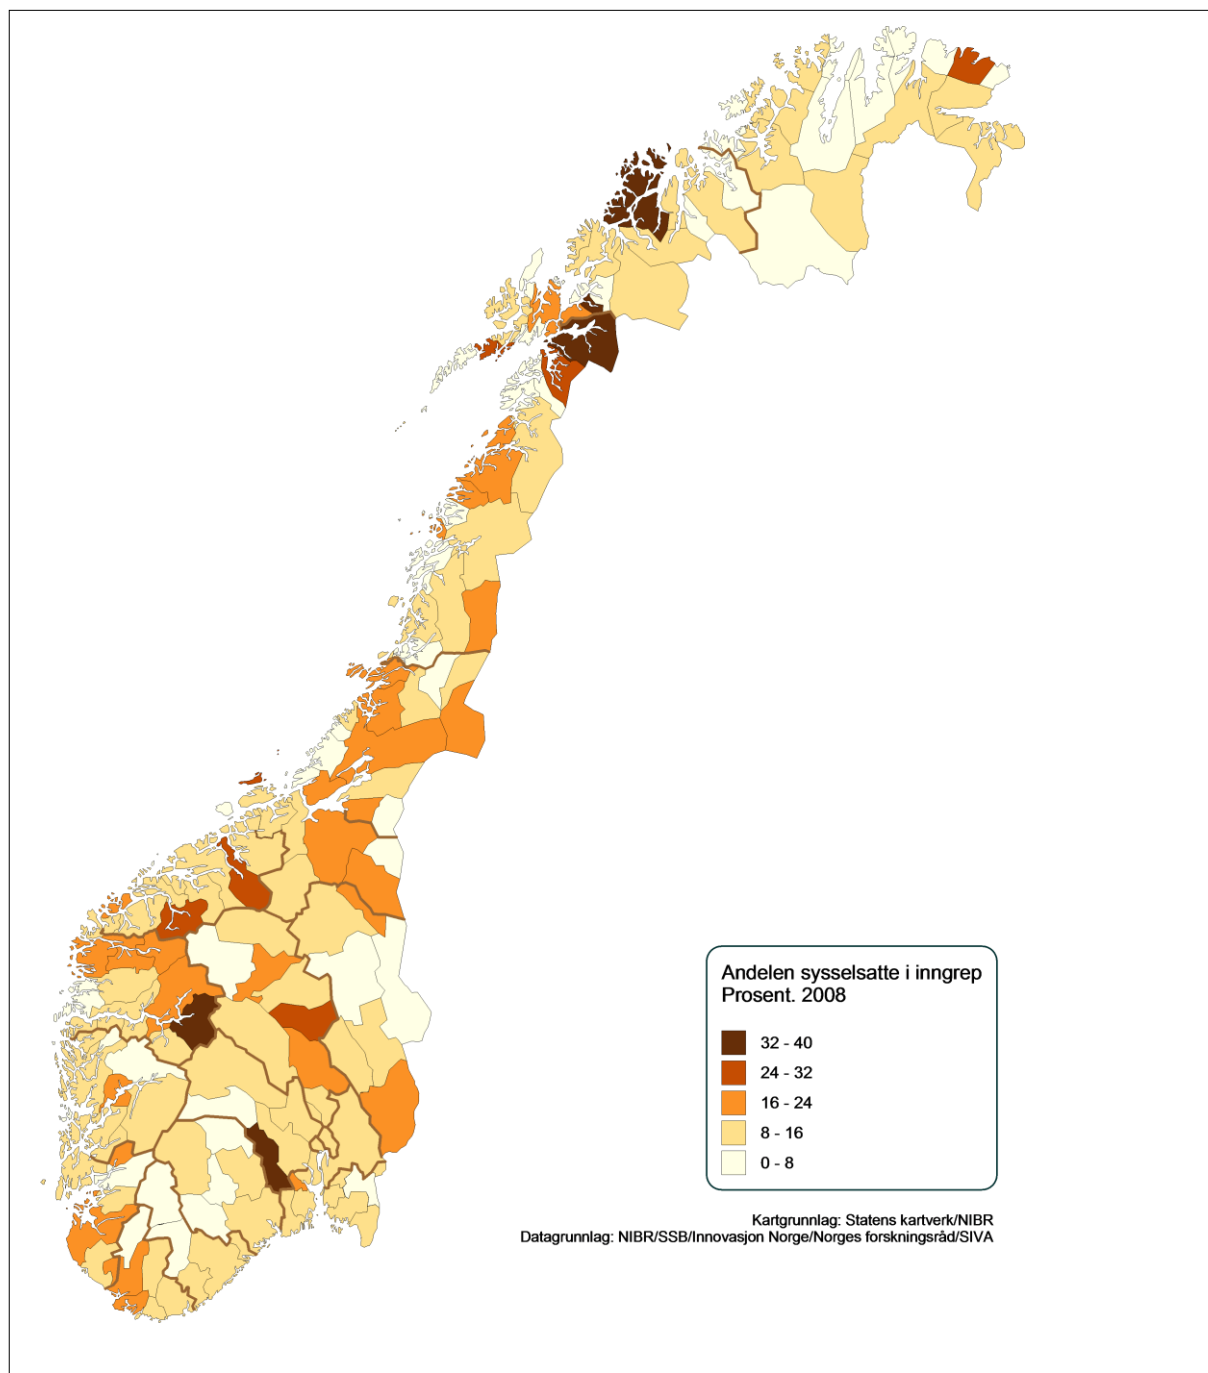 Andelen sysselsatte i inngrep
Prosent. 2008
32 - 40
24 - 32
16 - 24
8 - 16
0 - 8
Kartgrunnlag: Statens kartverk/NIBR
Datagrunnlag: NIBR/SSB/Innovasjon Norge/Norges forskningsråd/SIVA